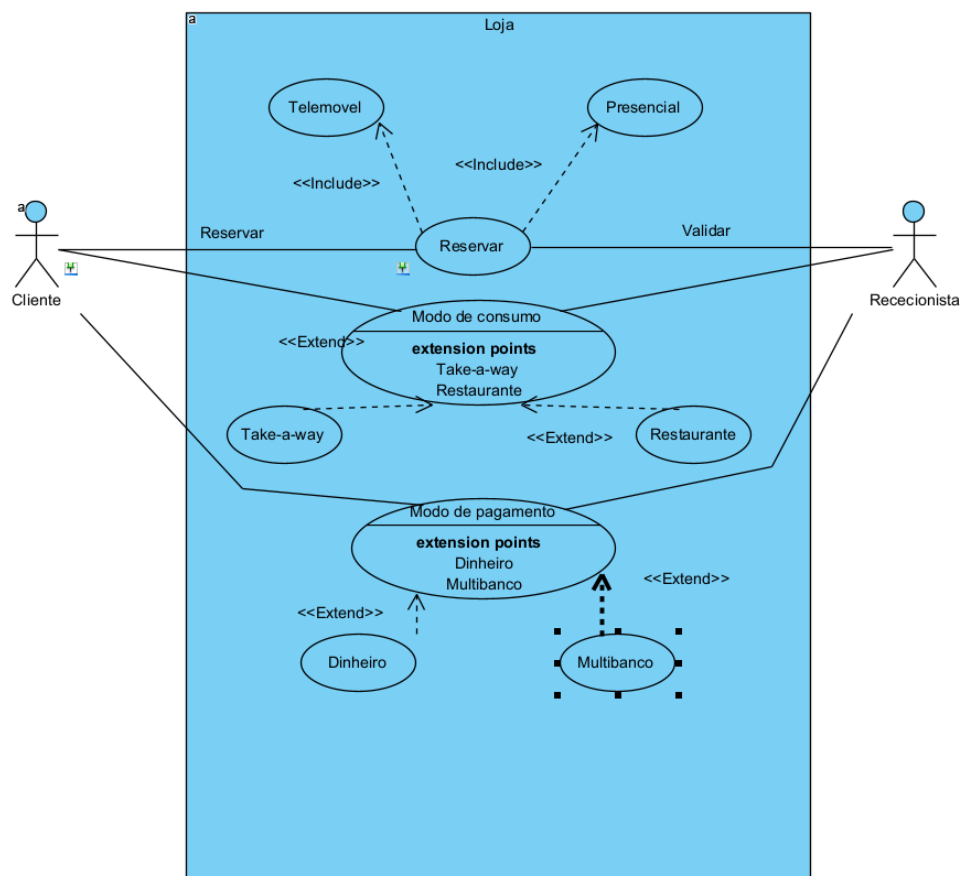 a
Loja
Telemovel
Presencial
<<Include>>
<<Include>>
a
Reservar
Reservar
Validar
Cliente
Rececionista
Modo de consumo
<<Extend>>
extension points
Take-a-way
Restaurante
Take-a-way
<<Extend>>
Restaurante
Modo de pagamento
extension points
Dinheiro
Multibanco
<<Extend>>
<<Extend>>
Dinheiro
Multibanco